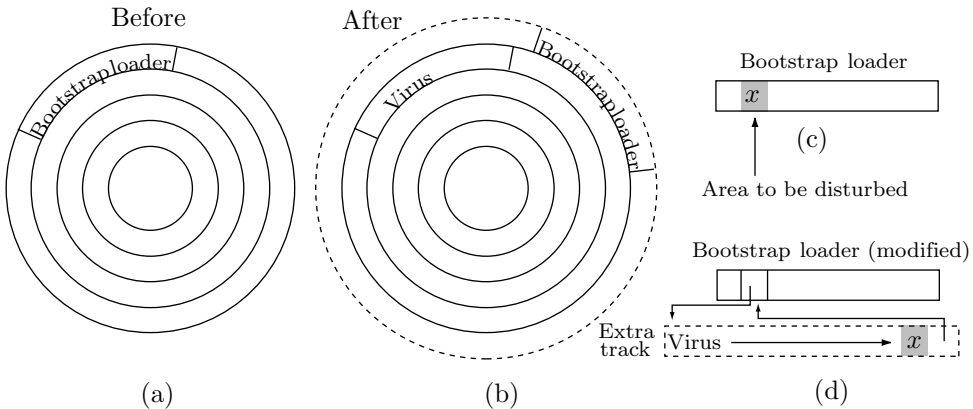 Before
Bootstraploader
(a)
After
Virus
Bootstraploader
(b)
Bootstrap loader
x
(c)
Area to be disturbed
Bootstrap loader (modified)
Extra
track
Virus
x
(d)